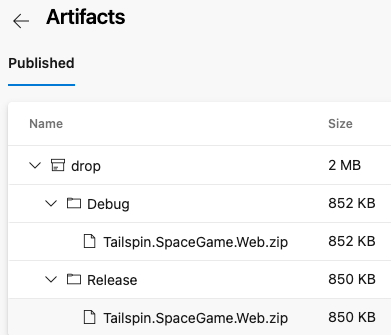 Artifacts
Published
Name Size
drop 2 MB
Debug 852 KB
Tailspin.SpaceGame.Web.zip 852 KB
Release 850 KB
Tailspin.SpaceGame.Web.zip 850 KB